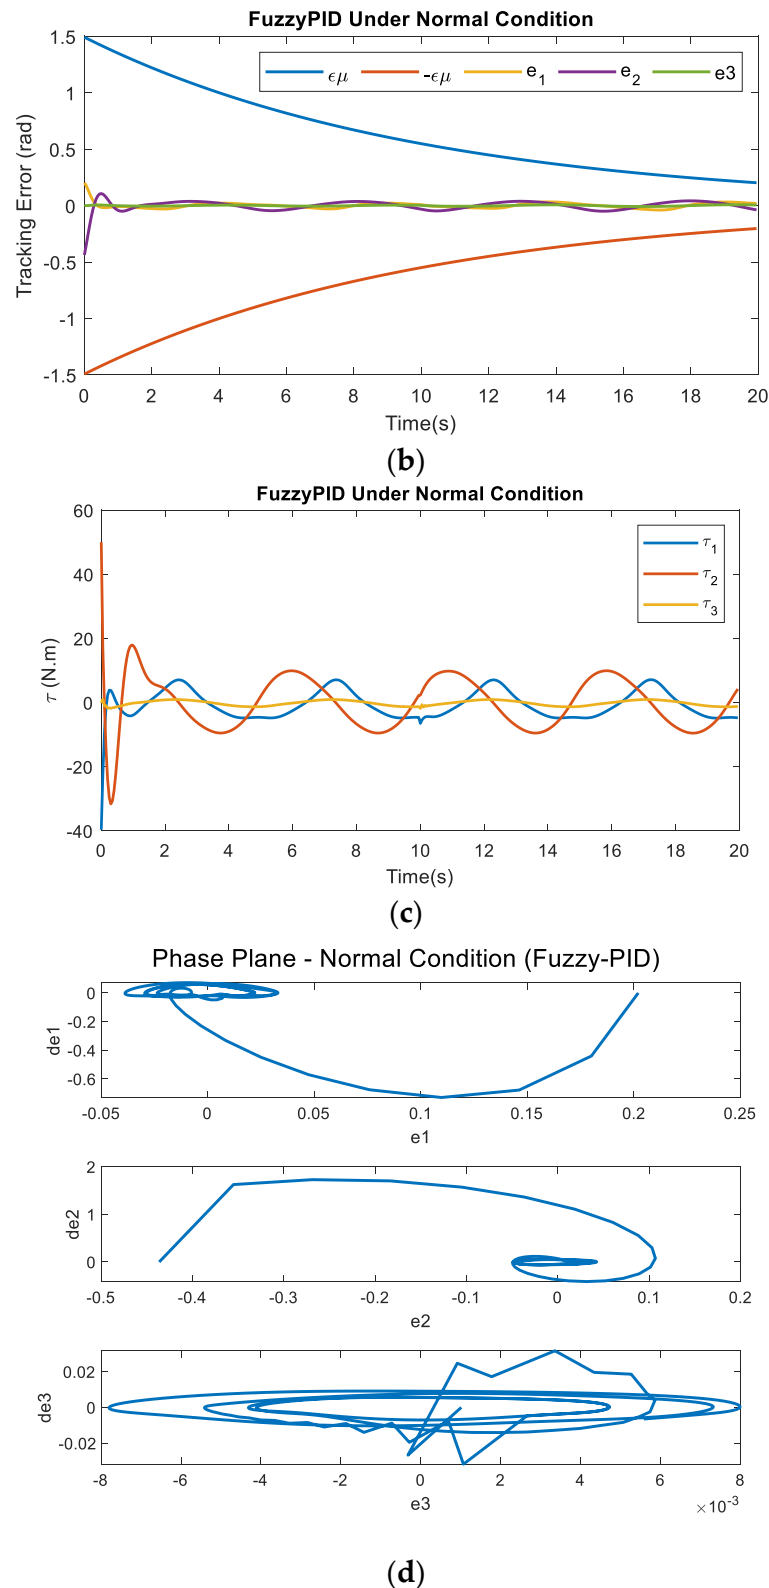 FuzzyPID Under Normal Condition
1.5
1
0.5
0
-0.5
-1
-1.5
Tracking Error (rad)
ϵμ -ϵμ e1 e2 e3
0 2 4 6 8 10 12 14 16 18 20
Time(s)
(b)
FuzzyPID Under Normal Condition
60
40
20
0
-20
-40
τ (N.m)
τ1
τ2
τ3
0 2 4 6 8 10 12 14 16 18 20
Time(s)
(c)
Phase Plane - Normal Condition (Fuzzy-PID)
0
-0.2
-0.4
-0.6
de1
-0.05 0 0.05 0.1 0.15 0.2 0.25
e1
2
1
0
de2
-0.5 -0.4 -0.3 -0.2 -0.1 0 0.1 0.2
e2
0.02
0
-0.02
de3
-8 -6 -4 -2 0 2 4 6 8
e3
×10-3
(d)